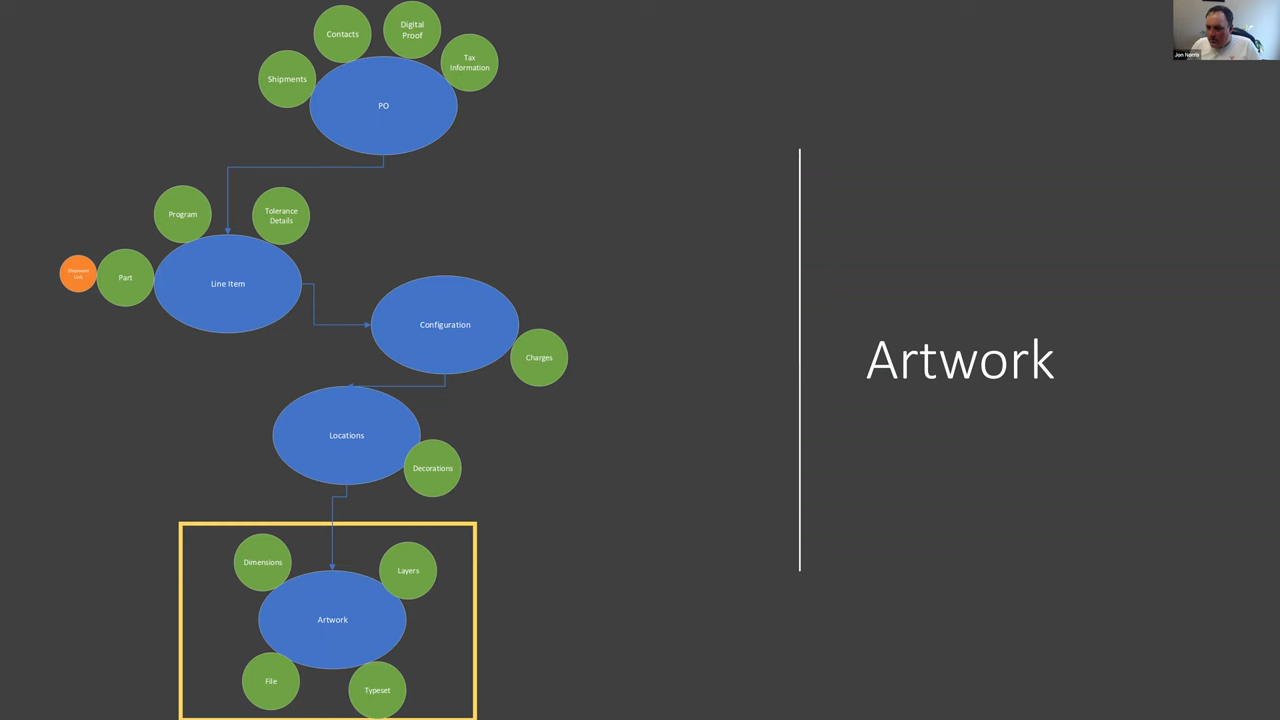 Contacts
Digital
Proof
Tax
Information
Shipments
PO
Jon Norris
Program
Tolerance
Details
Shipment
Link
Part
Line Item
Configuration
Charges
Artwork
Locations
Decorations
Dimensions
Layers
Artwork
File
Typeset